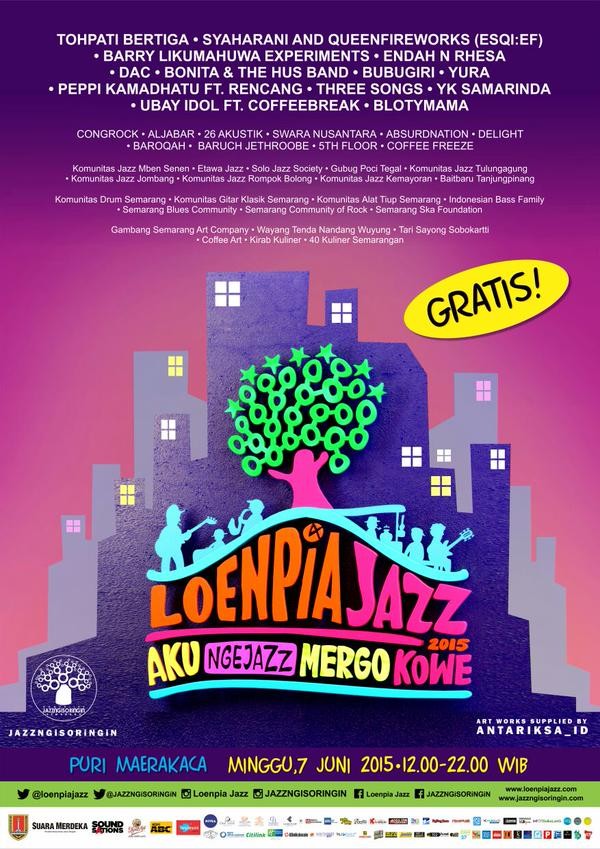 TOHPATI BERTIGA • SYAHARANI AND QUEENFIREWORKS (ESQI:EF)
• BARRY LIKUMAHUWA EXPERIMENTS • ENDAH N RHESA
• DAC • BONITA & THE HUS BAND • BUBUGIRI • YURA
• PEPPI KAMADHATU FT. RENCANG • THREE SONGS • YK SAMARINDA
• UBAY IDOL FT. COFFEEBREAK • BLOTYMAMA
CONGROCK • ALJABAR • 26 AKUSTIK • SWARA NUSANTARA • ABSURDNATION • DELIGHT
• BAROQAH • BARUCH JETHROOBE • 5TH FLOOR • COFFEE FREEZE
Komunitas Jazz Mben Senen • Etawa Jazz • Solo Jazz Society • Gubug Poci Tegal • Komunitas Jazz Tulungagung
• Komunitas Jazz Jombang • Komunitas Jazz Rompok Bolong • Komunitas Jazz Kemayoran • Baitbaru Tanjungpinang
Komunitas Drum Semarang • Komunitas Gitar Klasik Semarang • Komunitas Alat Tiup Semarang • Indonesian Bass Family
• Semarang Blues Community • Semarang Community of Rock • Semarang Ska Foundation
Gambang Semarang Art Company • Wayang Tenda Nandang Wuyung • Tari Sayong Sobokartti
• Coffee Art • Kirab Kuliner • 40 Kuliner Semarangan
GRATIS!
4
LOENPIA JAZZ
2015
AKU NGEJAZZ MERGO KOWE
JAZZNGISORINGIN
JAZZNGiSORiNGiN
ART WORKS SUPPLIED BY
ANTARIKSA_ID
PURI MAERAKACA MINGGU,7 JUNI 2015•12.00-22.00 WIB
@loenpiajazz @JAZZNGiSORiNGiN Loenpia Jazz JAZZNGISORINGIN Loenpia Jazz JAZZNGISORINGIN
www.loenpiajazz.com
www.jazzngisoringin.com
SUARA MERDEKA
SOUND SATIONS
ABC
NIVEA
Citilink